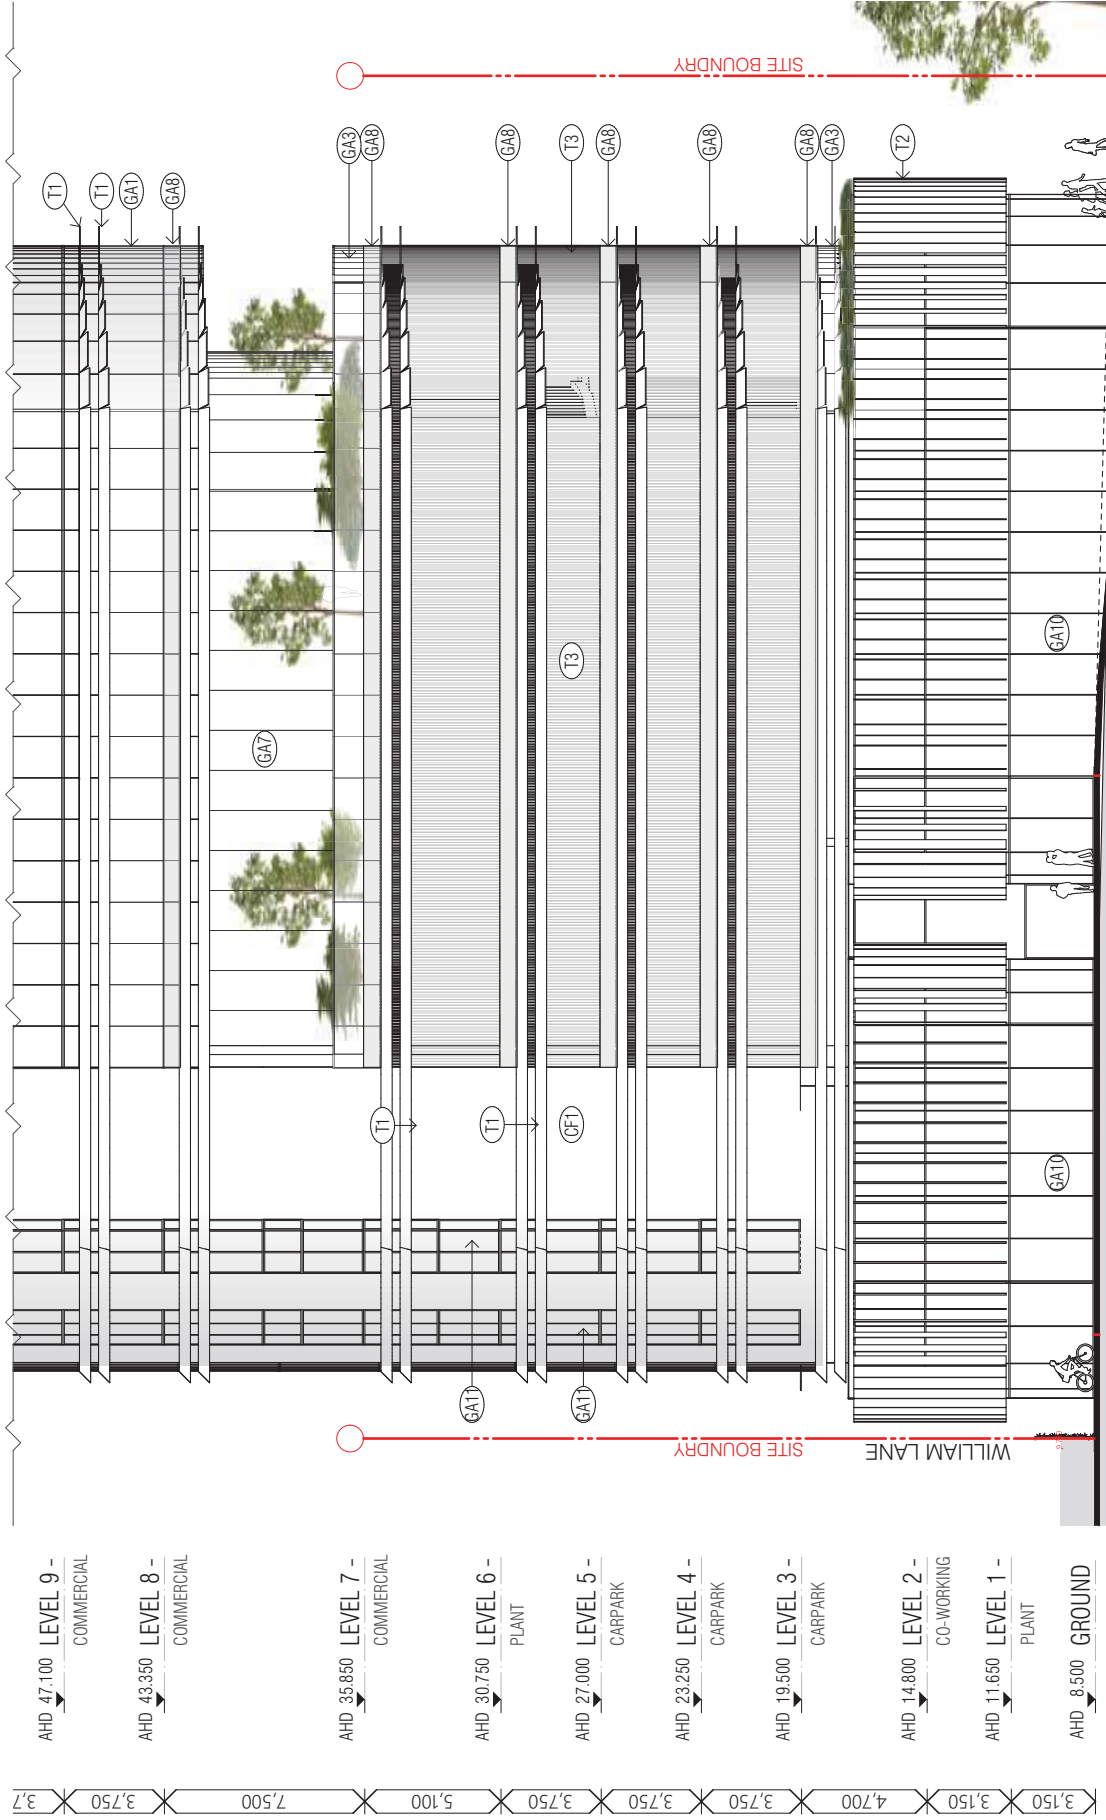 T1
T1
GA1
GA8
GA3
GA8
GA8
T3
GA8
GA8
GA8
GA3
T2
SITE BOUNDRY
GA7
T3
GA10
T1
T1
CF1
GA10
GA11
GA11
SITE BOUNDRY
WILLIAM LANE
AHD 47.100 LEVEL 9 -
COMMERCIAL
AHD 43.350 LEVEL 8 -
COMMERCIAL
AHD 35.850 LEVEL 7 -
COMMERCIAL
AHD 30.750 LEVEL 6 -
PLANT
AHD 27.000 LEVEL 5 -
CARPARK
AHD 23.250 LEVEL 4 -
CARPARK
AHD 19.500 LEVEL 3 -
CARPARK
AHD 14.800 LEVEL 2 -
CO-WORKING
AHD 11.650 LEVEL 1 -
PLANT
AHD 8.500 GROUND
3,7
3,750
7,500
5,100
3,750
3,750
3,750
4,700
3,150
3,150